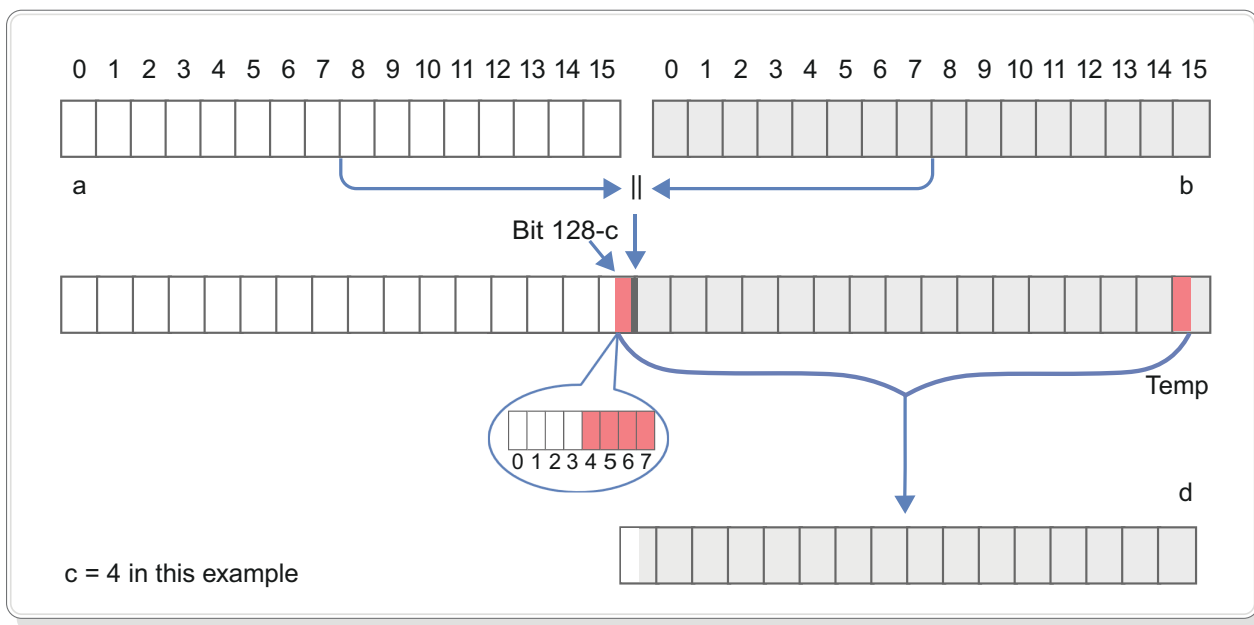 0 1 2 3 4 5 6 7 8 9 10 11 12 13 14 15 0 1 2 3 4 5 6 7 8 9 10 11 12 13 14 15
a || b
Bit 128-c
Temp
0 1 2 3 4 5 6 7
d
c = 4 in this example